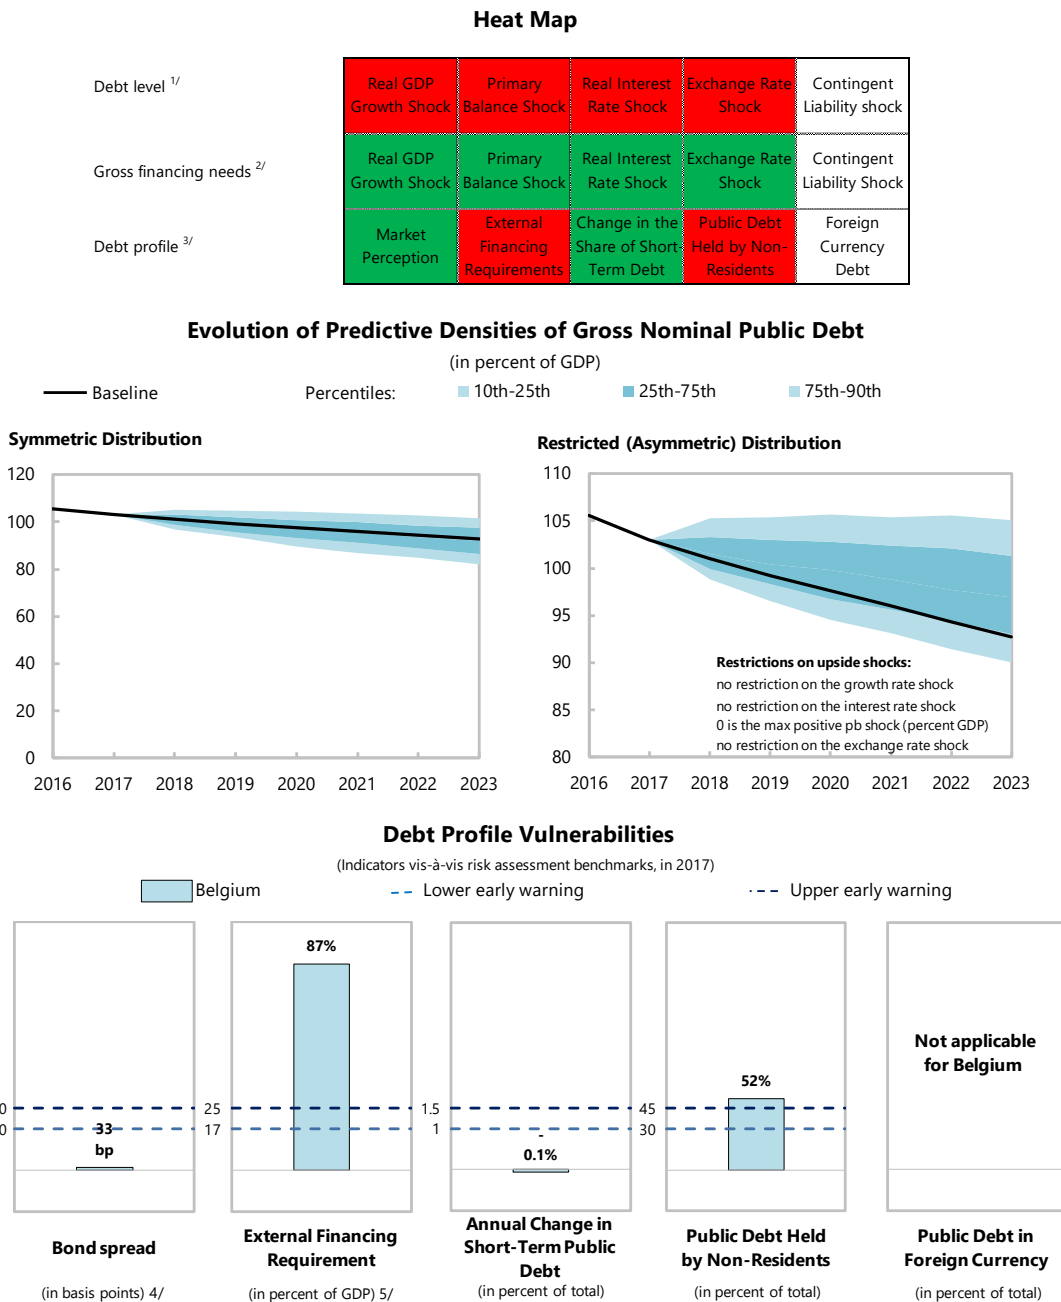 Heat Map
Debt level 1/
Real GDP Growth Shock
Primary Balance Shock
Real Interest Rate Shock
Exchange Rate Shock
Contingent Liability shock
Gross financing needs 2/
Real GDP Growth Shock
Primary Balance Shock
Real Interest Rate Shock
Exchange Rate Shock
Contingent Liability Shock
Debt profile 3/
Market Perception
External Financing Requirements
Change in the Share of Short-Term Debt
Public Debt Held by Non-Residents
Foreign Currency Debt
Evolution of Predictive Densities of Gross Nominal Public Debt
(in percent of GDP)
Baseline
Percentiles:
10th-25th
25th-75th
75th-90th
Symmetric Distribution
120
100
80
60
40
20
0
2016 2017 2018 2019 2020 2021 2022 2023
Restricted (Asymmetric) Distribution
110
105
100
95
90
85
80
Restrictions on upside shocks:
no restriction on the growth rate shock
no restriction on the interest rate shock
0 is the max positive pb shock (percent GDP)
no restriction on the exchange rate shock
2016 2017 2018 2019 2020 2021 2022 2023
Debt Profile Vulnerabilities
(Indicators vis-à-vis risk assessment benchmarks, in 2017)
Belgium
Lower early warning
Upper early warning
0
0
33
bp
Bond spread
(in basis points) 4/
87%
25
17
External Financing
Requirement
(in percent of GDP) 5/
1.5
1
-
0.1%
Annual Change in
Short-Term Public
Debt
(in percent of total)
52%
45
30
Public Debt Held
by Non-Residents
(in percent of total)
Not applicable
for Belgium
Public Debt in
Foreign Currency
(in percent of total)